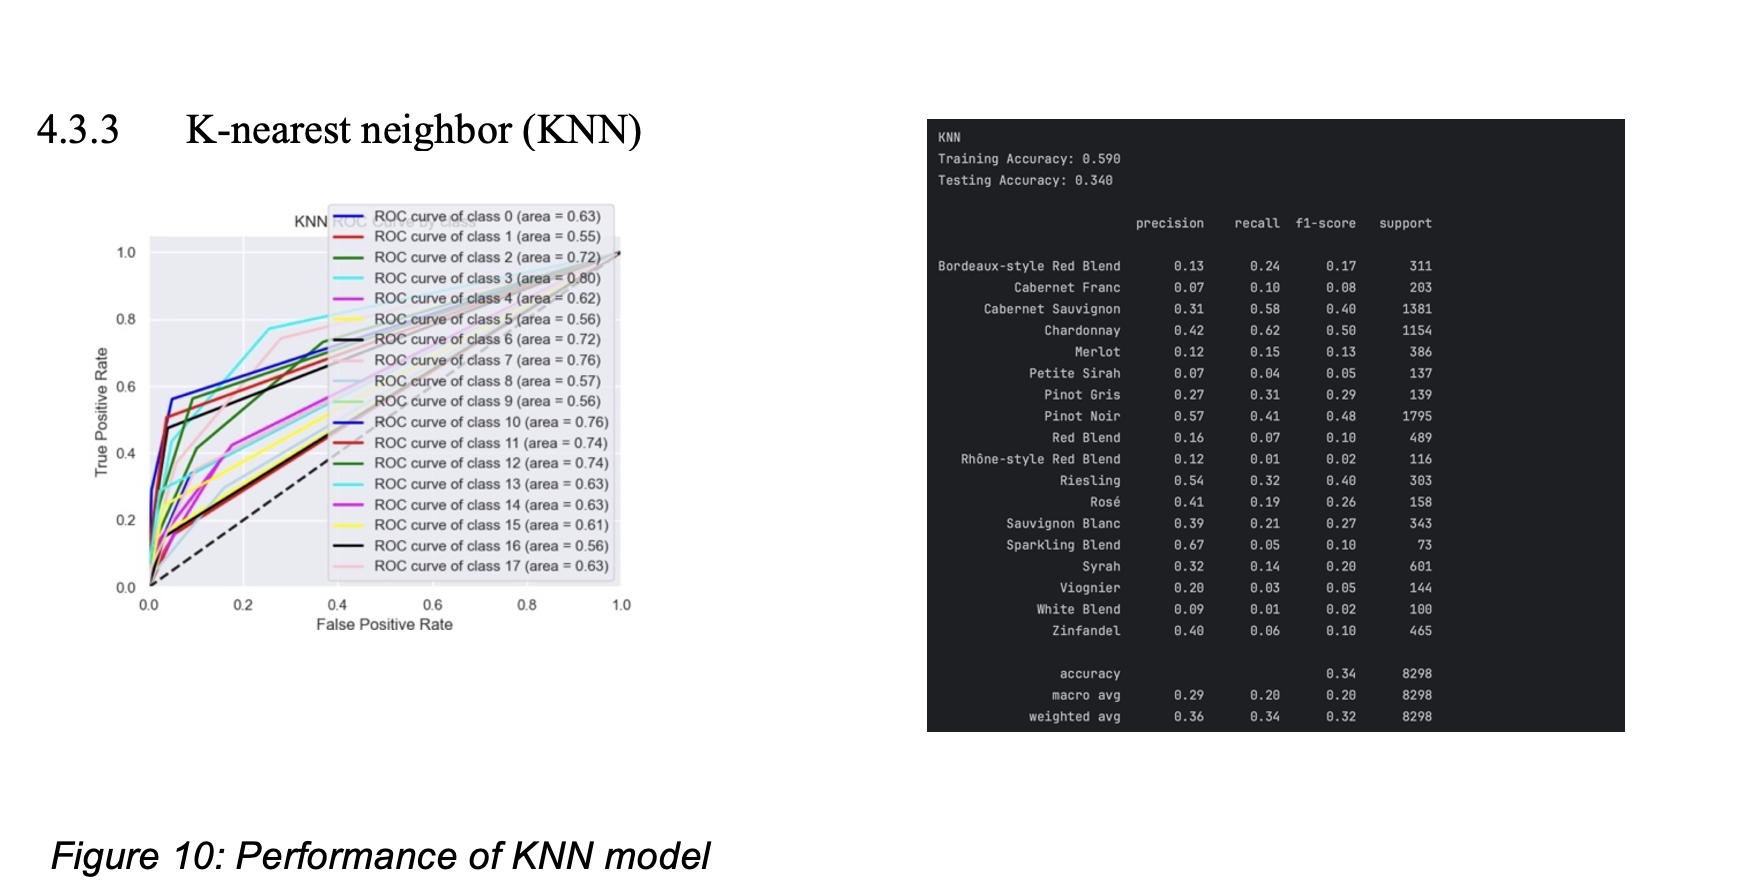 4.3.3 K-nearest neighbor (KNN)
KNN ROC Curve by class
ROC curve of class 0 (area = 0.63)
ROC curve of class 1 (area = 0.55)
ROC curve of class 2 (area = 0.72)
ROC curve of class 3 (area = 0.80)
ROC curve of class 4 (area = 0.62)
ROC curve of class 5 (area = 0.56)
ROC curve of class 6 (area = 0.72)
ROC curve of class 7 (area = 0.76)
ROC curve of class 8 (area = 0.57)
ROC curve of class 9 (area = 0.56)
ROC curve of class 10 (area = 0.76)
ROC curve of class 11 (area = 0.74)
ROC curve of class 12 (area = 0.74)
ROC curve of class 13 (area = 0.63)
ROC curve of class 14 (area = 0.63)
ROC curve of class 15 (area = 0.61)
ROC curve of class 16 (area = 0.56)
ROC curve of class 17 (area = 0.63)
True Positive Rate
1.0
0.8
0.6
0.4
0.2
0.0
0.0 0.2 0.4 0.6 0.8 1.0
False Positive Rate
KNN
Training Accuracy: 0.590
Testing Accuracy: 0.340
precision recall f1-score support
Bordeaux-style Red Blend 0.13 0.24 0.17 311
Cabernet Franc 0.07 0.10 0.08 203
Cabernet Sauvignon 0.31 0.58 0.40 1381
Chardonnay 0.42 0.62 0.50 1154
Merlot 0.12 0.15 0.13 386
Petite Sirah 0.07 0.04 0.05 137
Pinot Gris 0.27 0.31 0.29 139
Pinot Noir 0.57 0.41 0.48 1795
Red Blend 0.16 0.07 0.10 489
Rhône-style Red Blend 0.12 0.01 0.02 116
Riesling 0.54 0.32 0.40 303
Rosé 0.41 0.19 0.26 158
Sauvignon Blanc 0.39 0.21 0.27 343
Sparkling Blend 0.67 0.05 0.10 73
Syrah 0.32 0.14 0.20 601
Viognier 0.20 0.03 0.05 144
White Blend 0.09 0.01 0.02 100
Zinfandel 0.40 0.06 0.10 465
accuracy 0.34 8298
macro avg 0.29 0.20 0.20 8298
weighted avg 0.36 0.34 0.32 8298
Figure 10: Performance of KNN model